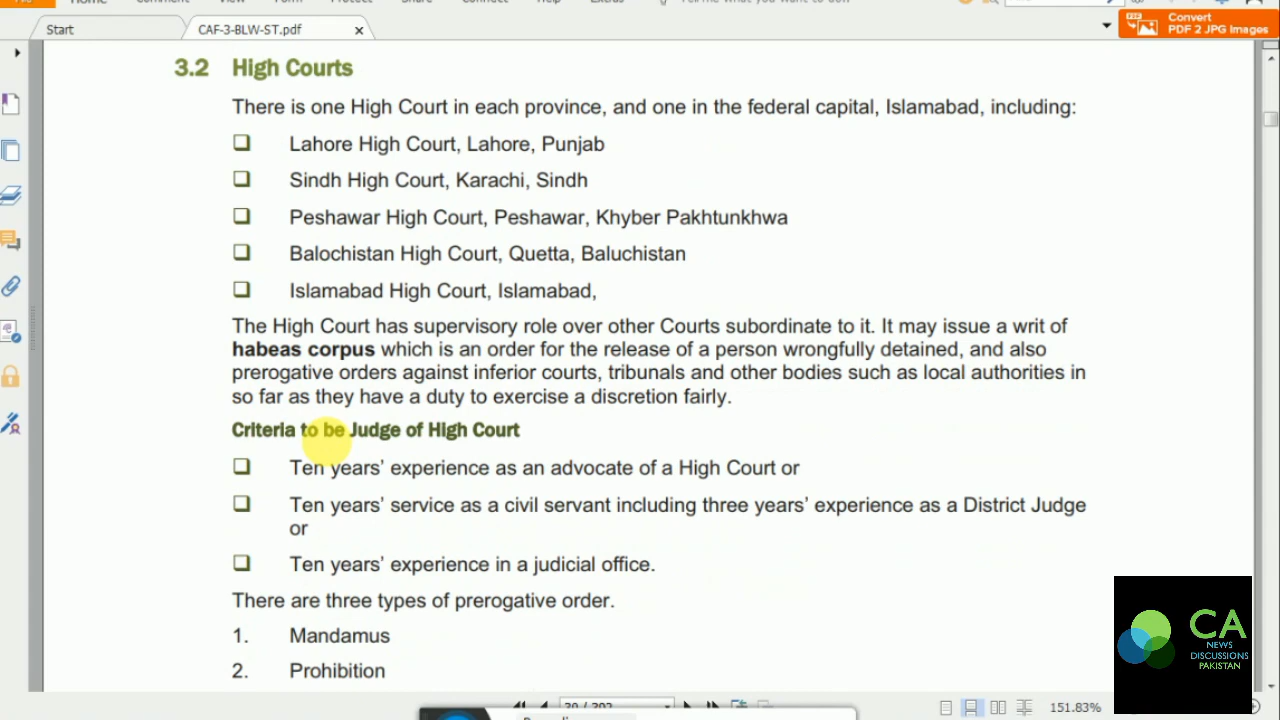 Start
CAF-3-BLW-ST.pdf
Convert
PDF 2 JPG Images
3.2 High Courts
There is one High Court in each province, and one in the federal capital, Islamabad, including:
❑ Lahore High Court, Lahore, Punjab
❑ Sindh High Court, Karachi, Sindh
❑ Peshawar High Court, Peshawar, Khyber Pakhtunkhwa
❑ Balochistan High Court, Quetta, Baluchistan
❑ Islamabad High Court, Islamabad,
The High Court has supervisory role over other Courts subordinate to it. It may issue a writ of
habeas corpus which is an order for the release of a person wrongfully detained, and also
prerogative orders against inferior courts, tribunals and other bodies such as local authorities in
so far as they have a duty to exercise a discretion fairly.
Criteria to be Judge of High Court
❑ Ten years’ experience as an advocate of a High Court or
❑ Ten years’ service as a civil servant including three years’ experience as a District Judge
or
❑ Ten years’ experience in a judicial office.
There are three types of prerogative order.
1. Mandamus
2. Prohibition
CA
NEWS
DISCUSSIONS
PAKISTAN
151.83%